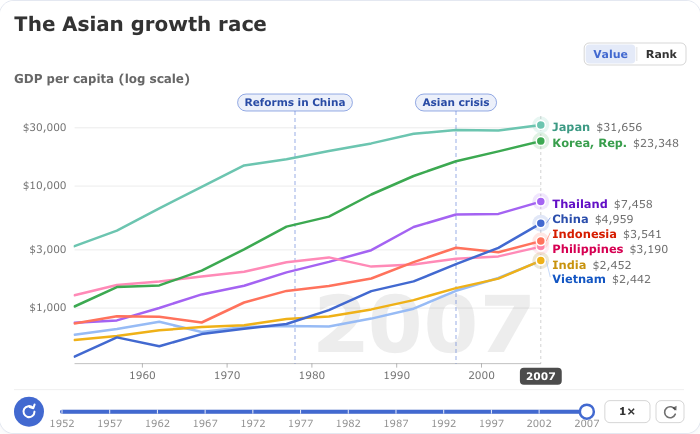 The Asian growth race
Value Rank
GDP per capita (log scale)
Reforms in China Asian crisis
$30,000
$10,000
$3,000
$1,000
Japan $31,656
Korea, Rep. $23,348
Thailand $7,458
China $4,959
Indonesia $3,541
Philippines $3,190
India $2,452
Vietnam $2,442
2007
1960 1970 1980 1990 2000 2007
1952 1957 1962 1967 1972 1977 1982 1987 1992 1997 2002 2007
1×